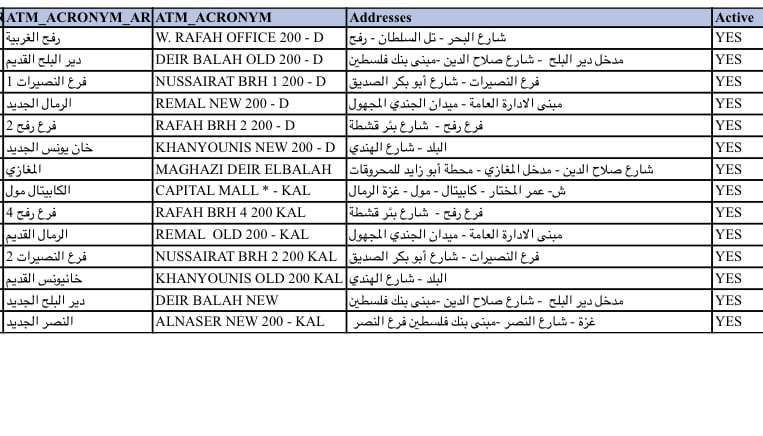 ATM_ACRONYM_AR ATM_ACRONYM Addresses Active
رفح الغربية W. RAFAH OFFICE 200 - D شارع البحر - تل السلطان - رفح YES
دير البلح القديم DEIR BALAH OLD 200 - D مدخل دير البلح - شارع صلاح الدين -مبنى بنك فلسطين YES
فرع النصيرات 1 NUSSAIRAT BRH 1 200 - D فرع النصيرات - شارع أبو بكر الصديق YES
الرمال الجديد REMAL NEW 200 - D مبنى الادارة العامة - ميدان الجندي المجهول YES
فرع رفح 2 RAFAH BRH 2 200 - D فرع رفح - شارع بئر قشطة YES
خان يونس الجديد KHANYOUNIS NEW 200 - D البلد - شارع الهندي YES
المغازي MAGHAZI DEIR ELBALAH شارع صلاح الدين - مدخل المغازي - محطة أبو زايد للمحروقات YES
الكابيتال مول CAPITAL MALL * - KAL ش- عمر المختار - كابيتال - مول - غزة الرمال YES
فرع رفح 4 RAFAH BRH 4 200 KAL فرع رفح - شارع بئر قشطة YES
الرمال القديم REMAL OLD 200 - KAL مبنى الادارة العامة - ميدان الجندي المجهول YES
فرع النصيرات 2 NUSSAIRAT BRH 2 200 KAL فرع النصيرات - شارع أبو بكر الصديق YES
خانيونس القديم KHANYOUNIS OLD 200 KAL البلد - شارع الهندي YES
دير البلح الجديد DEIR BALAH NEW مدخل دير البلح - شارع صلاح الدين -مبنى بنك فلسطين YES
النصر الجديد ALNASER NEW 200 - KAL غزة - شارع النصر -مبنى بنك فلسطين فرع النصر YES